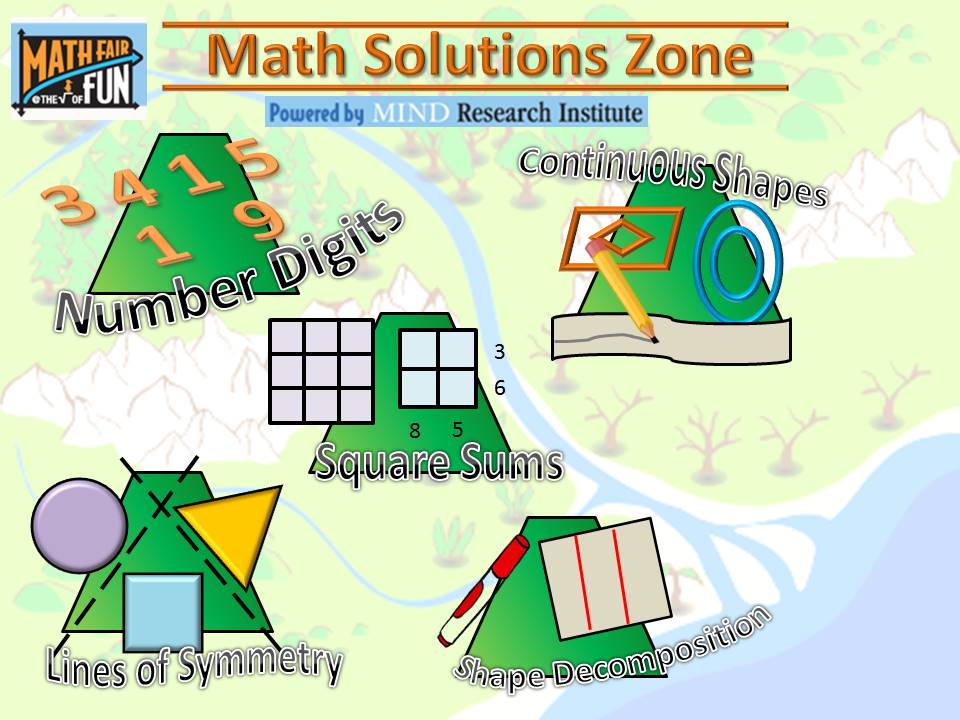 MATH FAIR
@ THE √1 OF FUN
Math Solutions Zone
Powered by MIND Research Institute
3 4 1 5
1 9
Number Digits
Continuous Shapes
3
6
8 5
Square Sums
Lines of Symmetry
Shape Decomposition